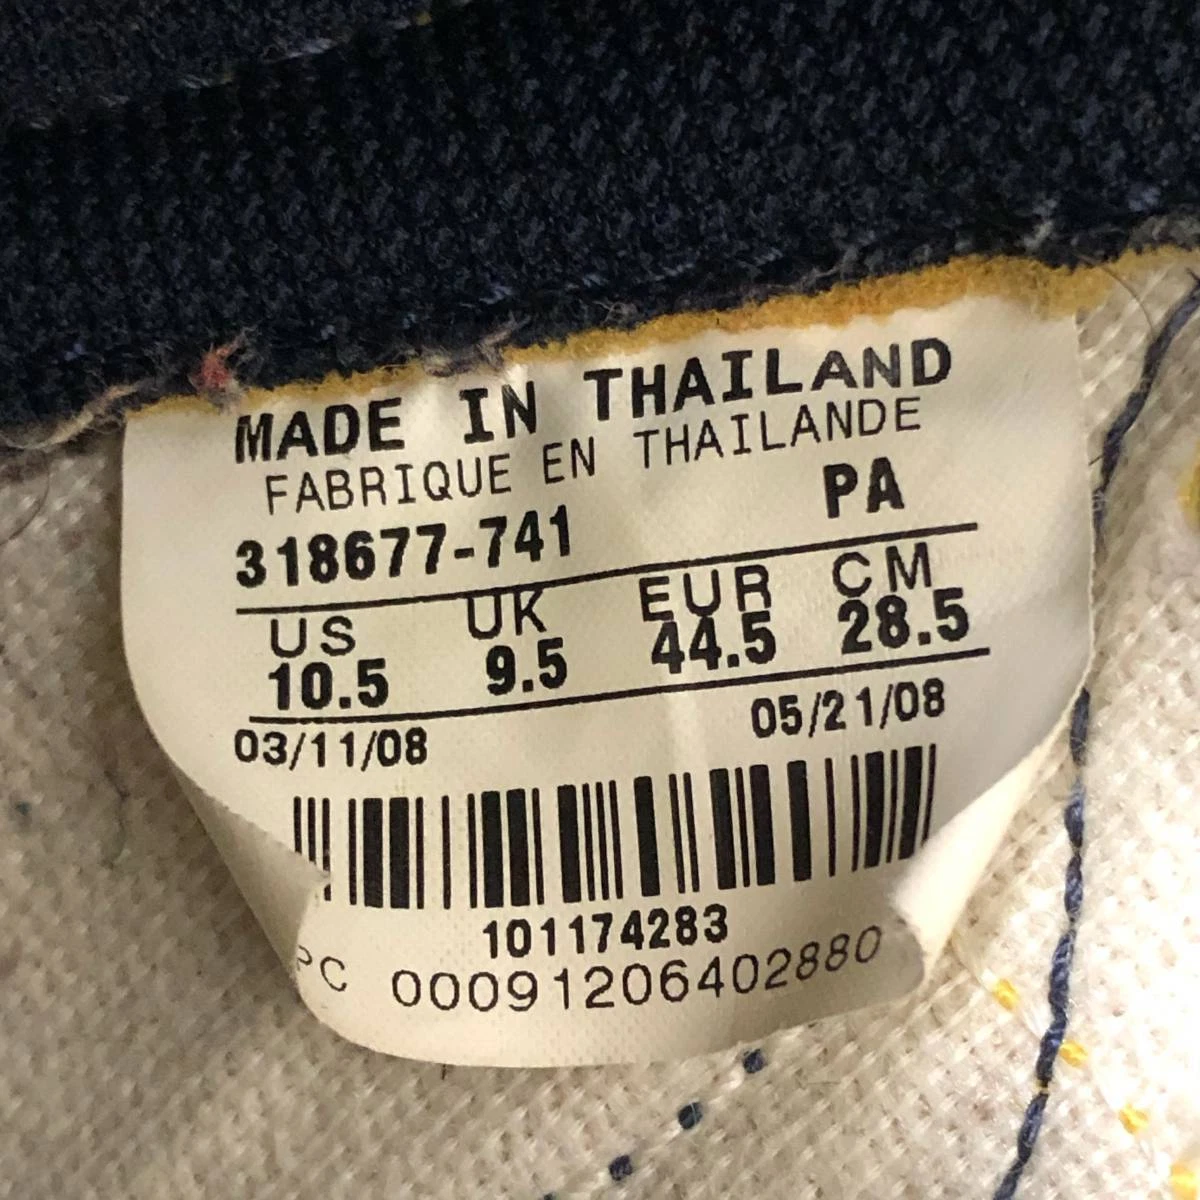 MADE IN THAILAND
FABRIQUE EN THAILANDE
318677-741 PA
US UK EUR CM
10.5 9.5 44.5 28.5
03/11/08 05/21/08
101174283
PC 00091206402880